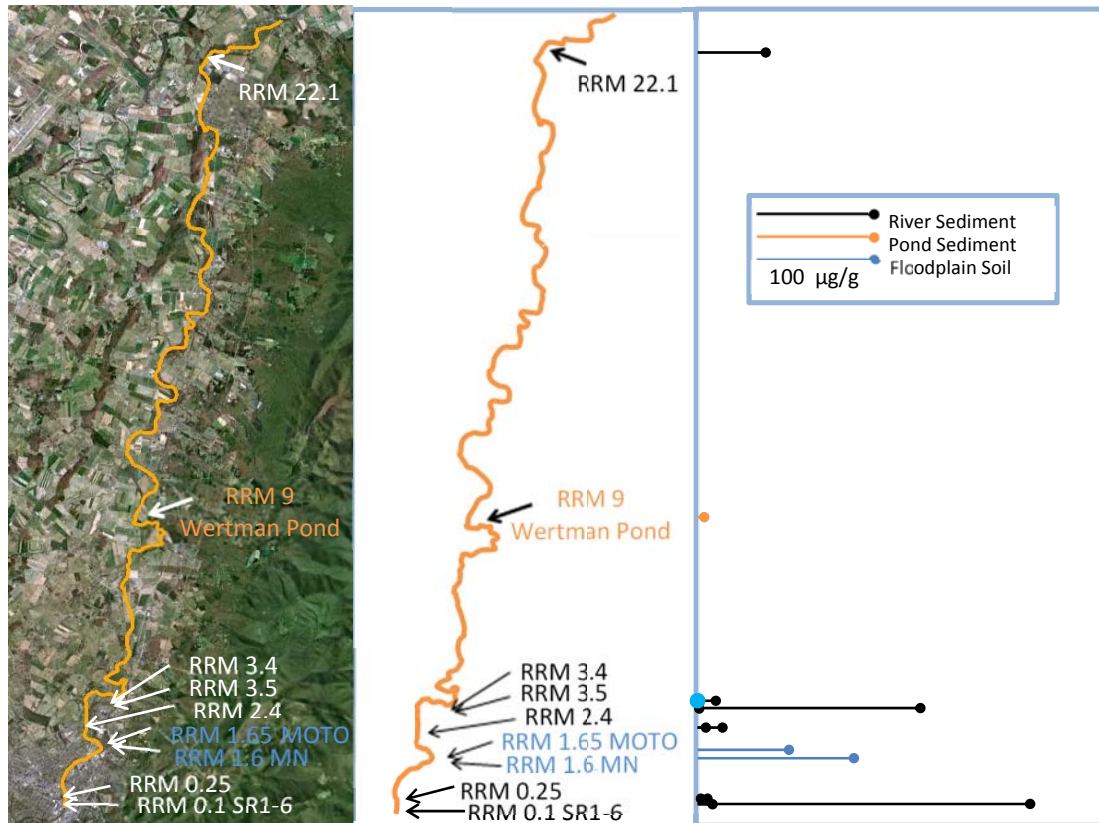 RRM 22.1
RRM 9
Wertman Pond
RRM 3.4
RRM 3.5
RRM 2.4
RRM 1.65 MOTO
RRM 1.6 MN
RRM 0.25
RRM 0.1 SR1-6
RRM 22.1
RRM 9
Wertman Pond
RRM 3.4
RRM 3.5
RRM 2.4
RRM 1.65 MOTO
RRM 1.6 MN
RRM 0.25
RRM 0.1 SR1-6
River Sediment
Pond Sediment
Floodplain Soil
100 µg/g